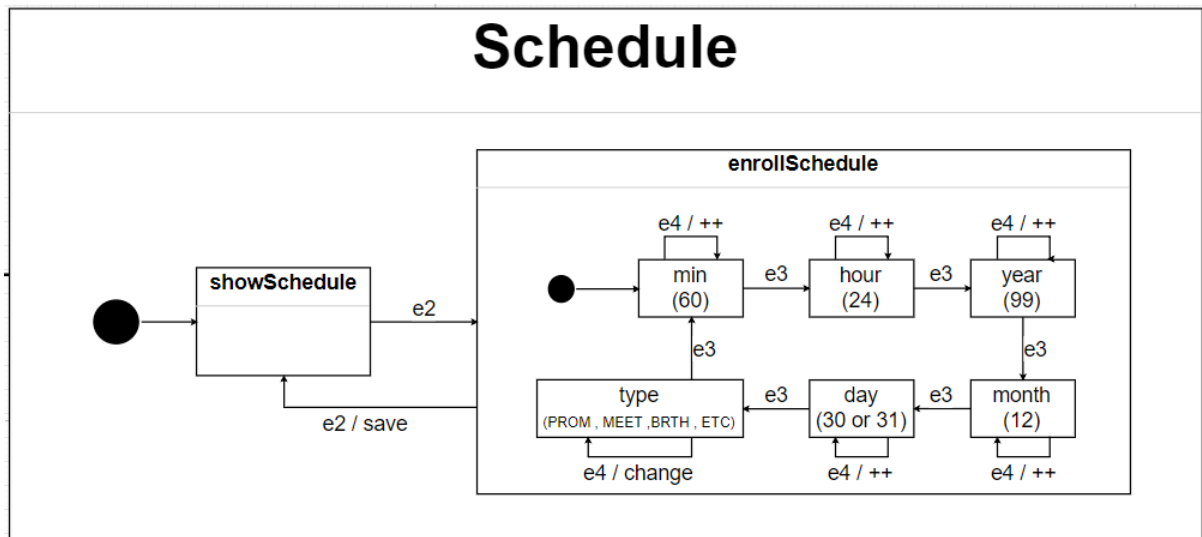 Schedule
enrollSchedule
e4 / ++
e4 / ++
e4 / ++
showSchedule
e2
min
(60)
e3
hour
(24)
e3
year
(99)
e3
e3
type
(PROM , MEET ,BRTH , ETC)
e3
day
(30 or 31)
e3
month
(12)
e2 / save
e4 / change
e4 / ++
e4 / ++